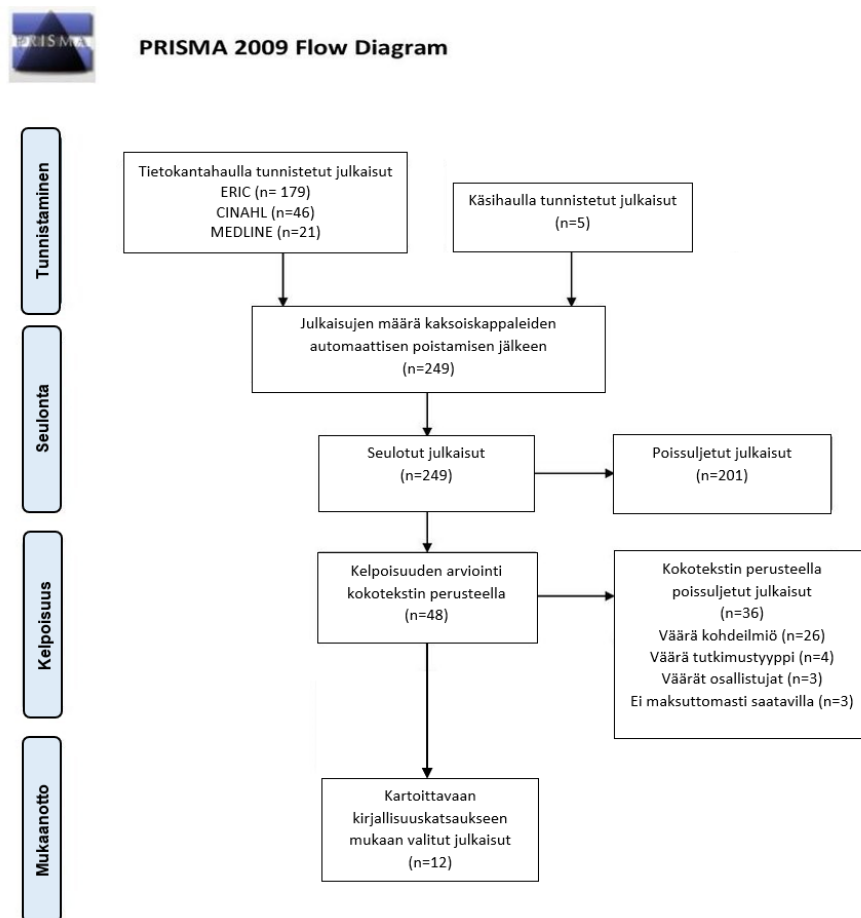 PRISMA
PRISMA 2009 Flow Diagram
Tunnistaminen
Tietokantahaulla tunnistetut julkaisut
ERIC (n= 179)
CINAHL (n=46)
MEDLINE (n=21)
Käsihaulla tunnistetut julkaisut
(n=5)
Julkaisujen määrä kaksoiskappaleiden
automaattisen poistamisen jälkeen
(n=249)
Seulonta
Seulotut julkaisut
(n=249)
Poissuljetut julkaisut
(n=201)
Kelpoisuus
Kelpoisuuden arviointi
kokotekstin perusteella
(n=48)
Kokotekstin perusteella
poissuljetut julkaisut
(n=36)
Väärä kohdeilmiö (n=26)
Väärä tutkimustyyppi (n=4)
Väärät osallistujat (n=3)
Ei maksuttomasti saatavilla (n=3)
Mukaanotto
Kartoittavaan
kirjallisuuskatsaukseen
mukaan valitut julkaisut
(n=12)